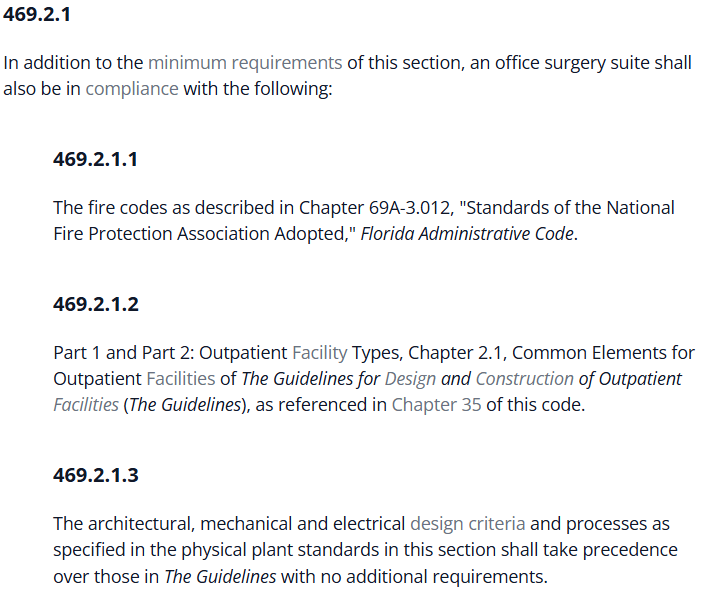 469.2.1
In addition to the minimum requirements of this section, an office surgery suite shall
also be in compliance with the following:
469.2.1.1
The fire codes as described in Chapter 69A-3.012, "Standards of the National
Fire Protection Association Adopted," Florida Administrative Code.
469.2.1.2
Part 1 and Part 2: Outpatient Facility Types, Chapter 2.1, Common Elements for
Outpatient Facilities of The Guidelines for Design and Construction of Outpatient
Facilities (The Guidelines), as referenced in Chapter 35 of this code.
469.2.1.3
The architectural, mechanical and electrical design criteria and processes as
specified in the physical plant standards in this section shall take precedence
over those in The Guidelines with no additional requirements.